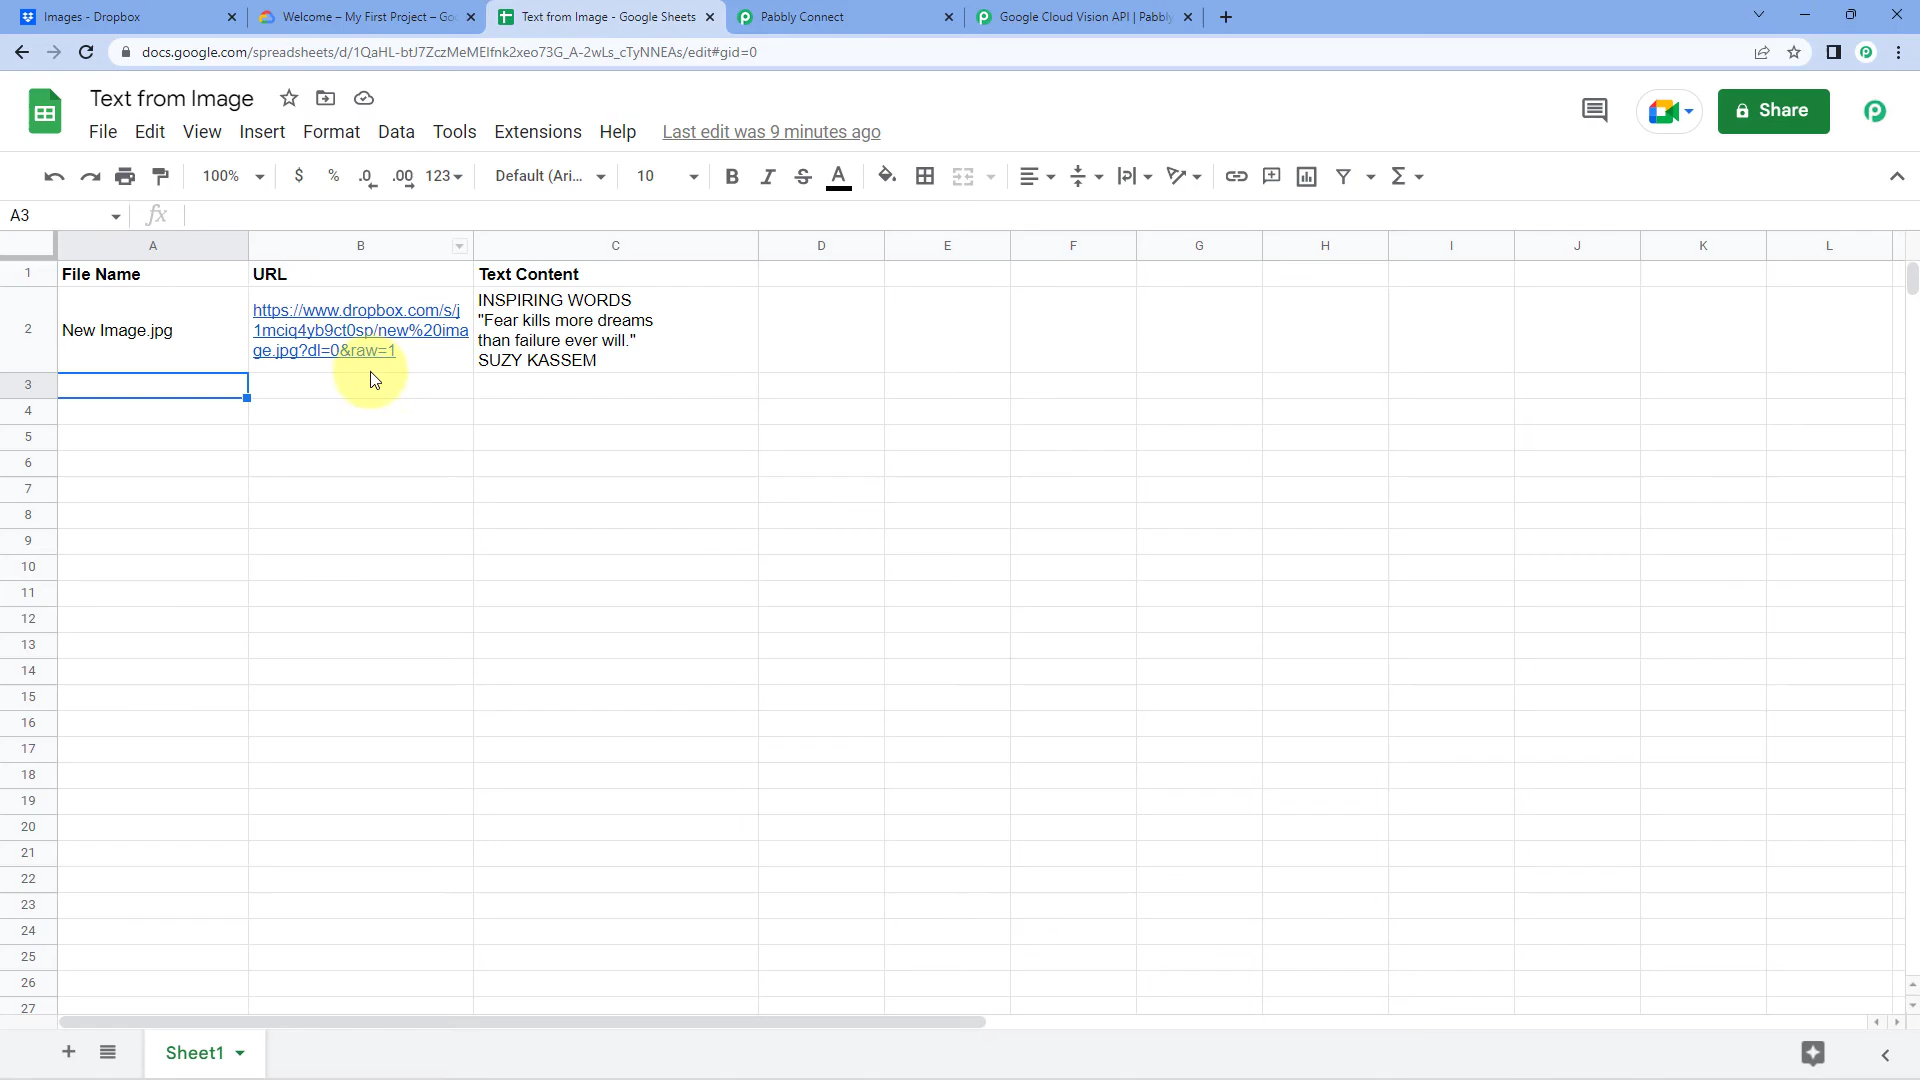 Images - Dropbox
Welcome – My First Project – Goo
Text from Image - Google Sheets
Pabbly Connect
Google Cloud Vision API | Pabbly
docs.google.com/spreadsheets/d/1QaHL-btJ7ZczMeMEIfnk2xeo73G_A-2wLs_cTyNNEAs/edit#gid=0
Text from Image
File Edit View Insert Format Data Tools Extensions Help Last edit was 9 minutes ago
Share
100% $ % .0 .00 123 Default (Ari... 10 B I S A Σ
A3 fx
A B C D E F G H I J K L
1 File Name URL Text Content
2 New Image.jpg
https://www.dropbox.com/s/j
1mciq4yb9ct0sp/new%20ima
ge.jpg?dl=0&raw=1
INSPIRING WORDS
"Fear kills more dreams
than failure ever will."
SUZY KASSEM
3
4
5
6
7
8
9
10
11
12
13
14
15
16
17
18
19
20
21
22
23
24
25
26
27
Sheet1